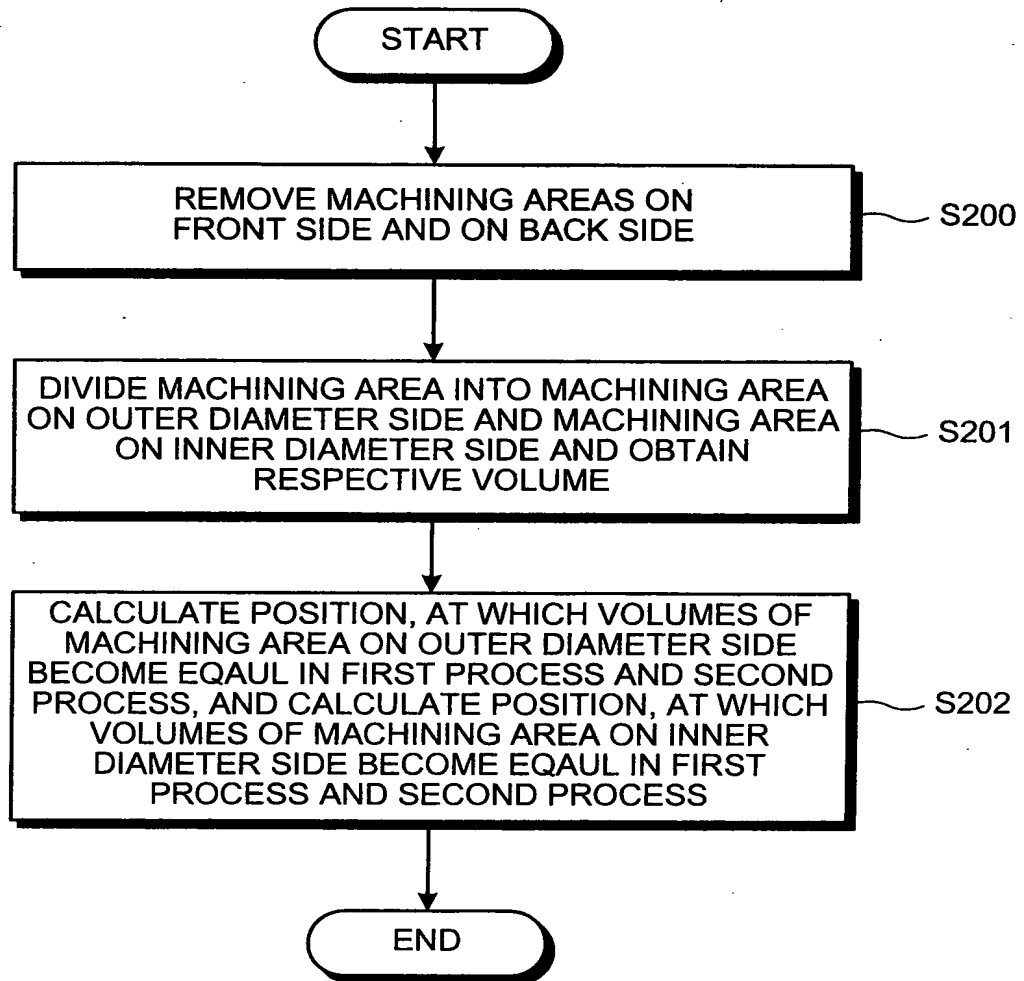 START
REMOVE MACHINING AREAS ON
FRONT SIDE AND ON BACK SIDE
S200
DIVIDE MACHINING AREA INTO MACHINING AREA
ON OUTER DIAMETER SIDE AND MACHINING AREA
ON INNER DIAMETER SIDE AND OBTAIN
RESPECTIVE VOLUME
S201
CALCULATE POSITION, AT WHICH VOLUMES OF
MACHINING AREA ON OUTER DIAMETER SIDE
BECOME EQAUL IN FIRST PROCESS AND SECOND
PROCESS, AND CALCULATE POSITION, AT WHICH
VOLUMES OF MACHINING AREA ON INNER
DIAMETER SIDE BECOME EQAUL IN FIRST
PROCESS AND SECOND PROCESS
S202
END